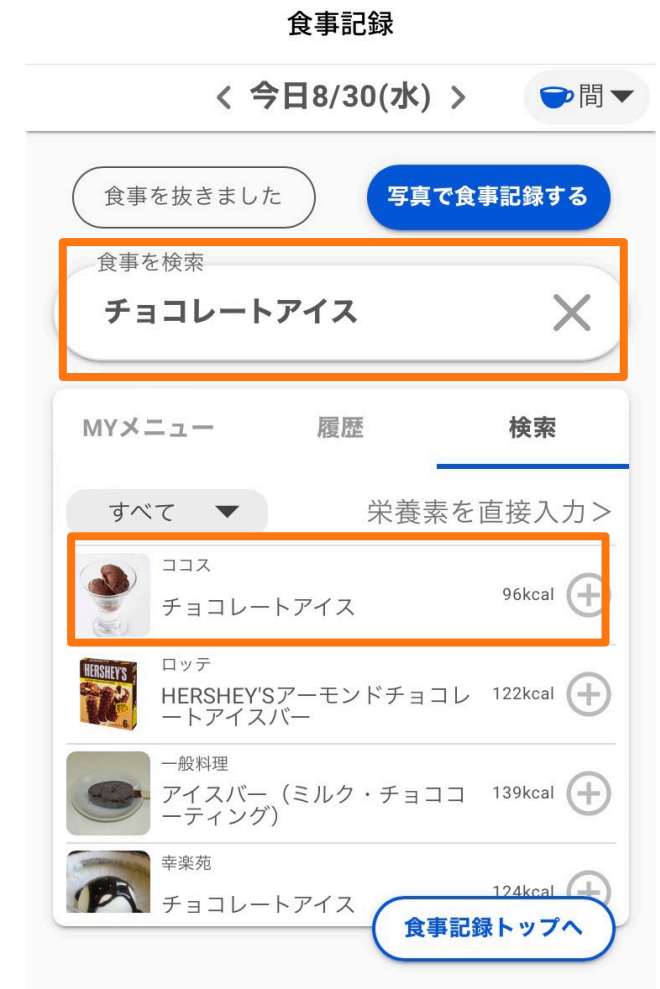 食事記録
< 今日8/30(水) >
間▼
食事を抜きました
写真で食事記録する
食事を検索
チョコレートアイス
MYメニュー
履歴
検索
すべて ▼
栄養素を直接入力>
ココス
チョコレートアイス
96kcal
HERSHEY'S
ロッテ
HERSHEY'Sアーモンドチョコレ
ートアイスバー
122kcal
一般料理
アイスバー(ミルク・チョココ
ーティング)
139kcal
幸楽苑
チョコレートアイス
124kcal
食事記録トップへ